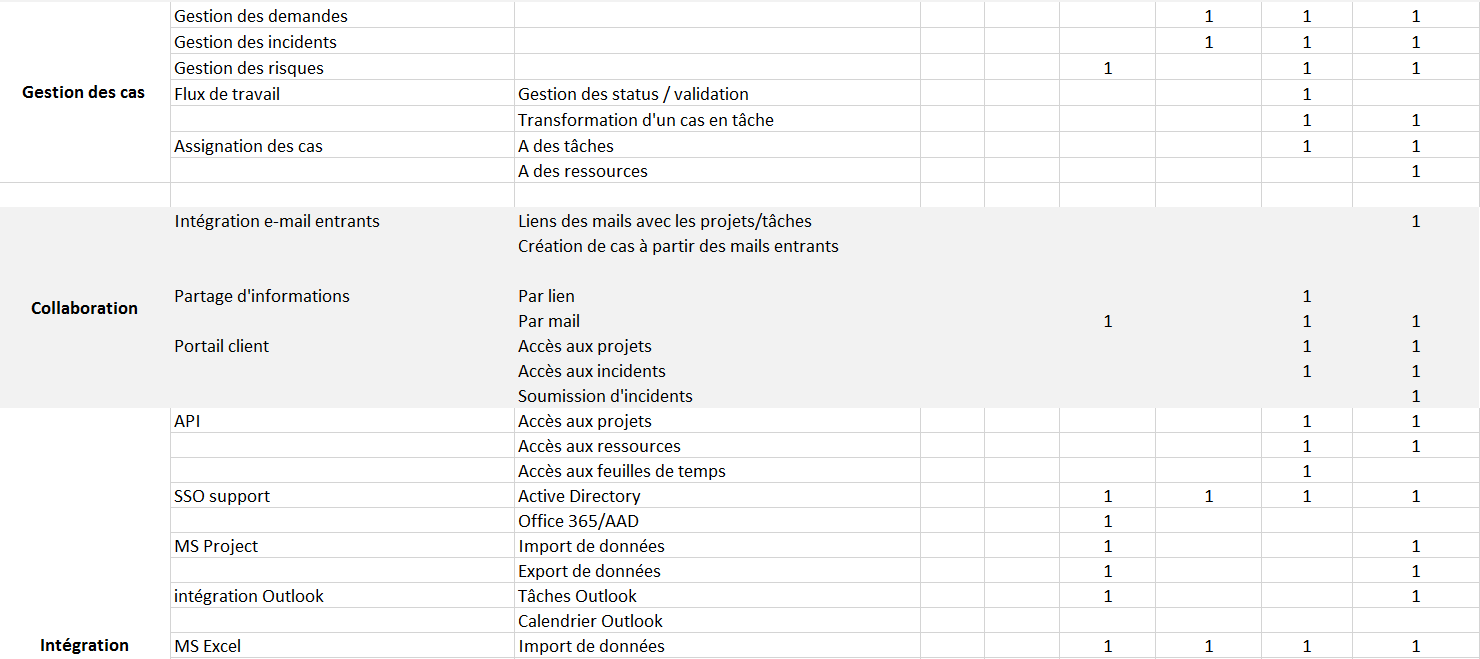 Gestion des demandes 1 1 1
Gestion des incidents 1 1 1
Gestion des risques 1 1 1
Gestion des cas Flux de travail Gestion des status / validation 1
Transformation d'un cas en tâche 1 1
Assignation des cas A des tâches 1 1
A des ressources 1
Intégration e-mail entrants Liens des mails avec les projets/tâches 1
Création de cas à partir des mails entrants
Partage d'informations Par lien 1
Collaboration
Par mail 1 1 1
Portail client Accès aux projets 1 1
Accès aux incidents 1 1
Soumission d'incidents 1
API Accès aux projets 1 1
Accès aux ressources 1 1
Accès aux feuilles de temps 1
SSO support Active Directory 1 1 1 1
Office 365/AAD 1
MS Project Import de données 1 1
Export de données 1 1
intégration Outlook Tâches Outlook 1 1
Calendrier Outlook
Intégration MS Excel Import de données 1 1 1 1